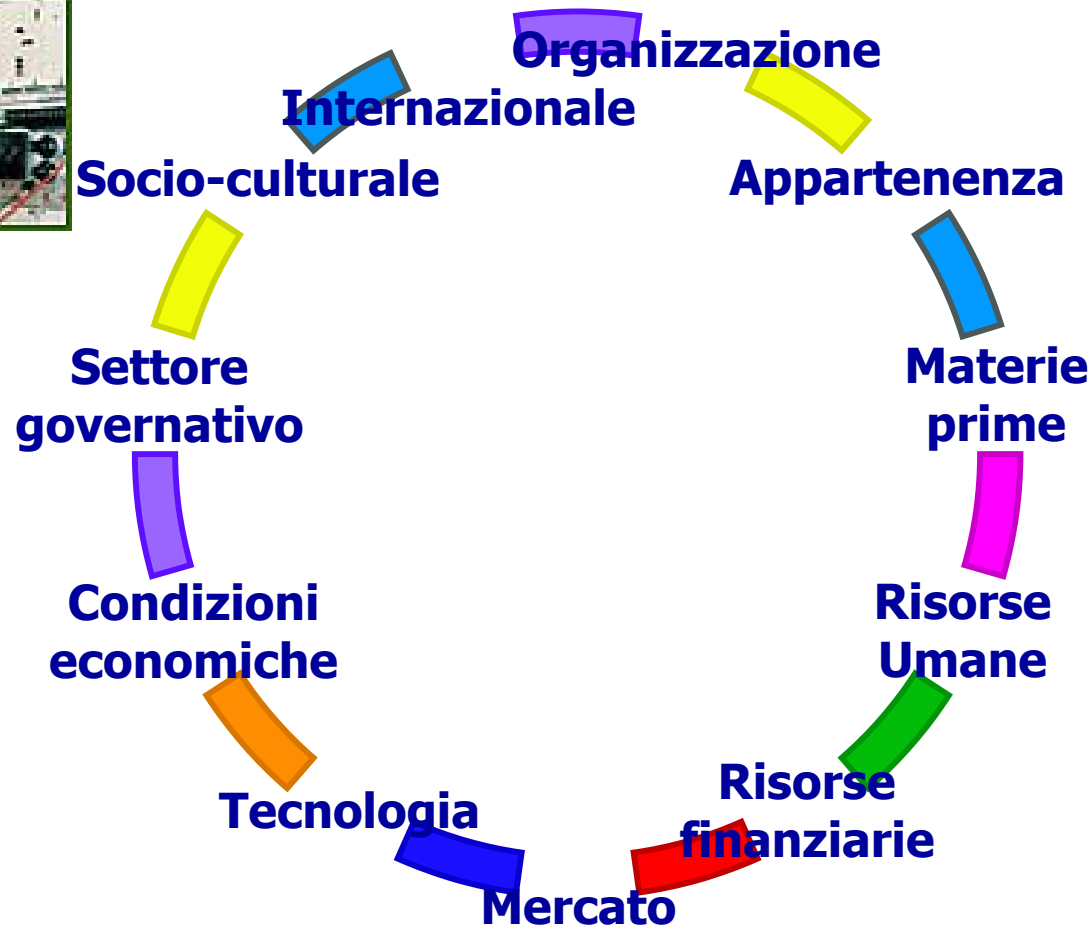 Organizzazione
Internazionale
Socio-culturale
Appartenenza
Settore
governativo
Materie
prime
Condizioni
economiche
Risorse
Umane
Risorse
finanziarie
Tecnologia
Mercato